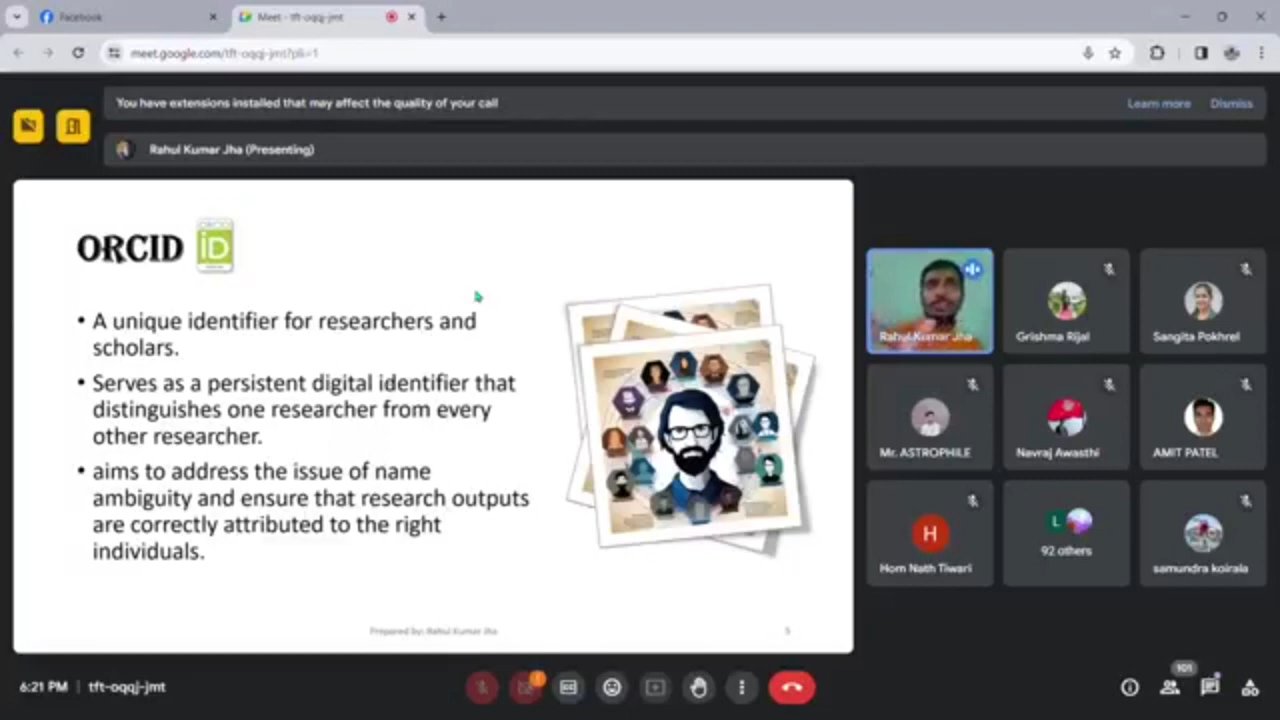 Facebook
Meet - tft-oqqj-jmt
meet.google.com/tft-oqqj-jmt?pli=1
You have extensions installed that may affect the quality of your call
Learn more
Dismiss
Rahul Kumar Jha (Presenting)
ORCID
ORCID
iD
• A unique identifier for researchers and
scholars.
• Serves as a persistent digital identifier that
distinguishes one researcher from every
other researcher.
• aims to address the issue of name
ambiguity and ensure that research outputs
are correctly attributed to the right
individuals.
Prepared by: Rahul Kumar Jha
5
Rahul Kumar Jha
Grishma Rijal
Sangita Pokhrel
Mr. ASTROPHILE
Navraj Awasthi
AMIT PATEL
H
Hom Nath Tiwari
L
92 others
samundra koirala
6:21 PM | tft-oqqj-jmt
101